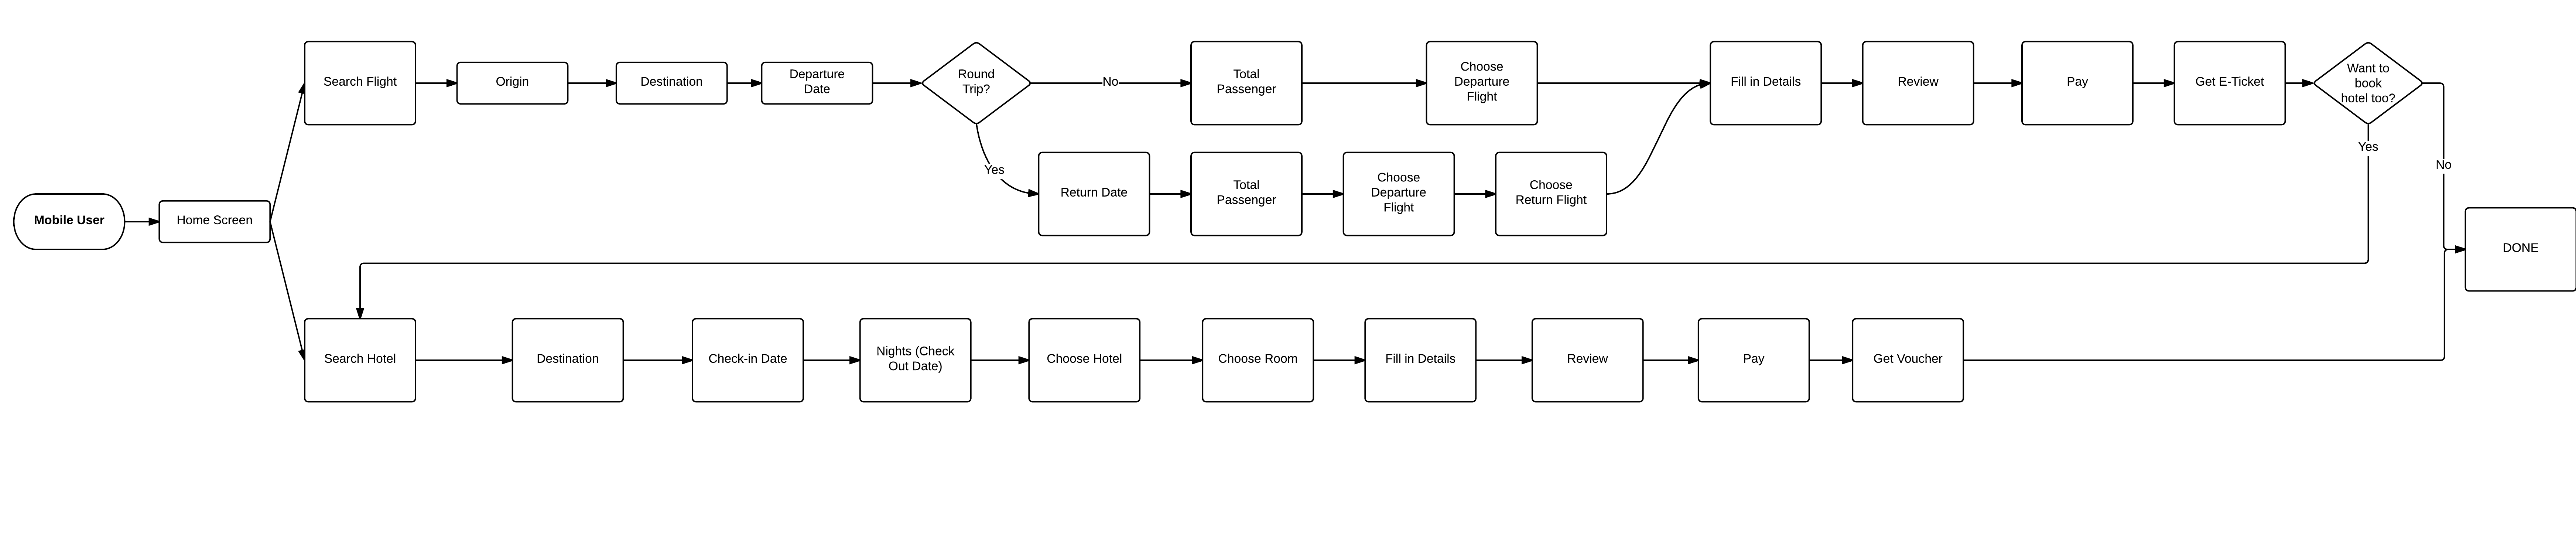 Search Flight
Origin
Destination
Departure
Date
Round
Trip?
No
Total
Passenger
Choose
Departure
Flight
Fill in Details
Review
Pay
Get E-Ticket
Want to
book
hotel too?
Yes
No
Yes
Return Date
Total
Passenger
Choose
Departure
Flight
Choose
Return Flight
Mobile User
Home Screen
DONE
Search Hotel
Destination
Check-in Date
Nights (Check
Out Date)
Choose Hotel
Choose Room
Fill in Details
Review
Pay
Get Voucher